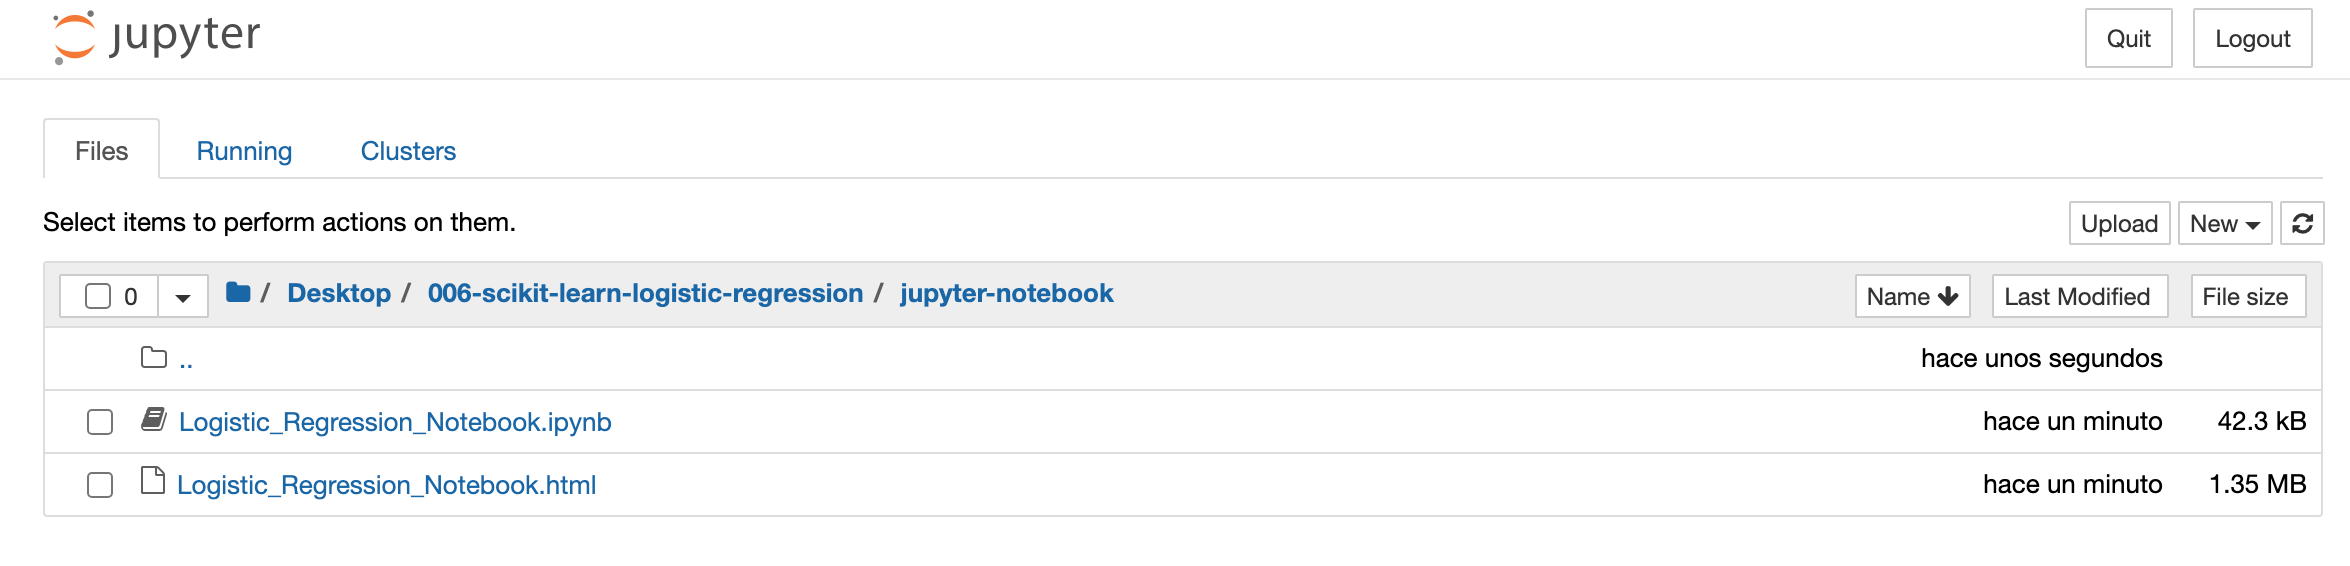 jupyter
Quit Logout
Files Running Clusters
Select items to perform actions on them.
Upload New
0 / Desktop / 006-scikit-learn-logistic-regression / jupyter-notebook Name Last Modified File size
.. hace unos segundos
Logistic_Regression_Notebook.ipynb hace un minuto 42.3 kB
Logistic_Regression_Notebook.html hace un minuto 1.35 MB